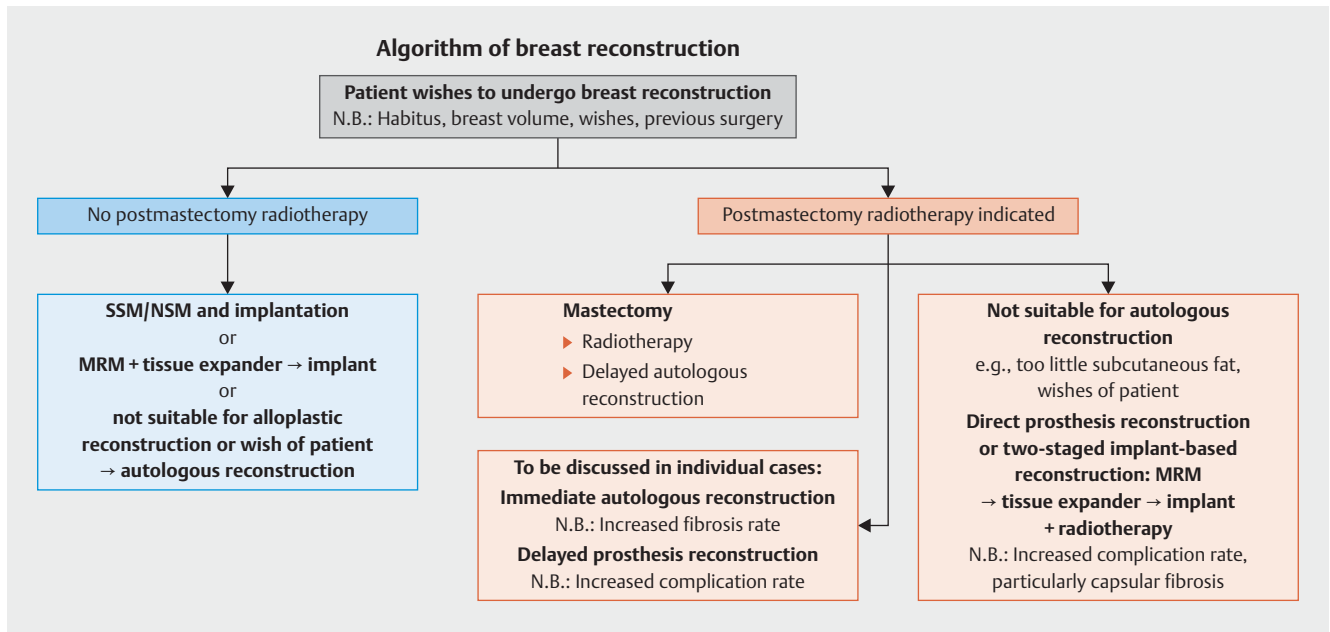 Algorithm of breast reconstruction
Patient wishes to undergo breast reconstruction
N.B.: Habitus, breast volume, wishes, previous surgery
No postmastectomy radiotherapy
Postmastectomy radiotherapy indicated
SSM/NSM and implantation
or
MRM + tissue expander → implant
or
not suitable for alloplastic
reconstruction or wish of patient
→ autologous reconstruction
Mastectomy
Radiotherapy
Delayed autologous
reconstruction
To be discussed in individual cases:
Immediate autologous reconstruction
N.B.: Increased fibrosis rate
Delayed prosthesis reconstruction
N.B.: Increased complication rate
Not suitable for autologous
reconstruction
e.g., too little subcutaneous fat,
wishes of patient
Direct prosthesis reconstruction
or two-staged implant-based
reconstruction: MRM
→ tissue expander → implant
+ radiotherapy
N.B.: Increased complication rate,
particularly capsular fibrosis